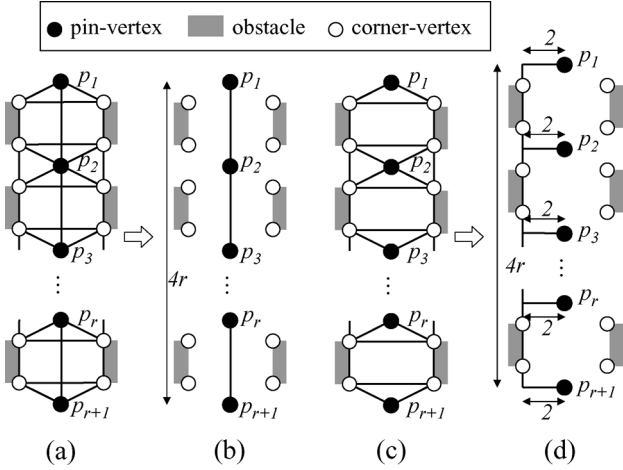 pin-vertex obstacle corner-vertex
p1 p1 p1 2 p1
p2 p2 p2 2 p2
p3 p3 p3 2 p3
⋮ ⋮ 4r ⋮ 4r ⋮
pr pr pr pr
2
pr+1 pr+1 pr+1 2 pr+1
(a) (b) (c) (d)